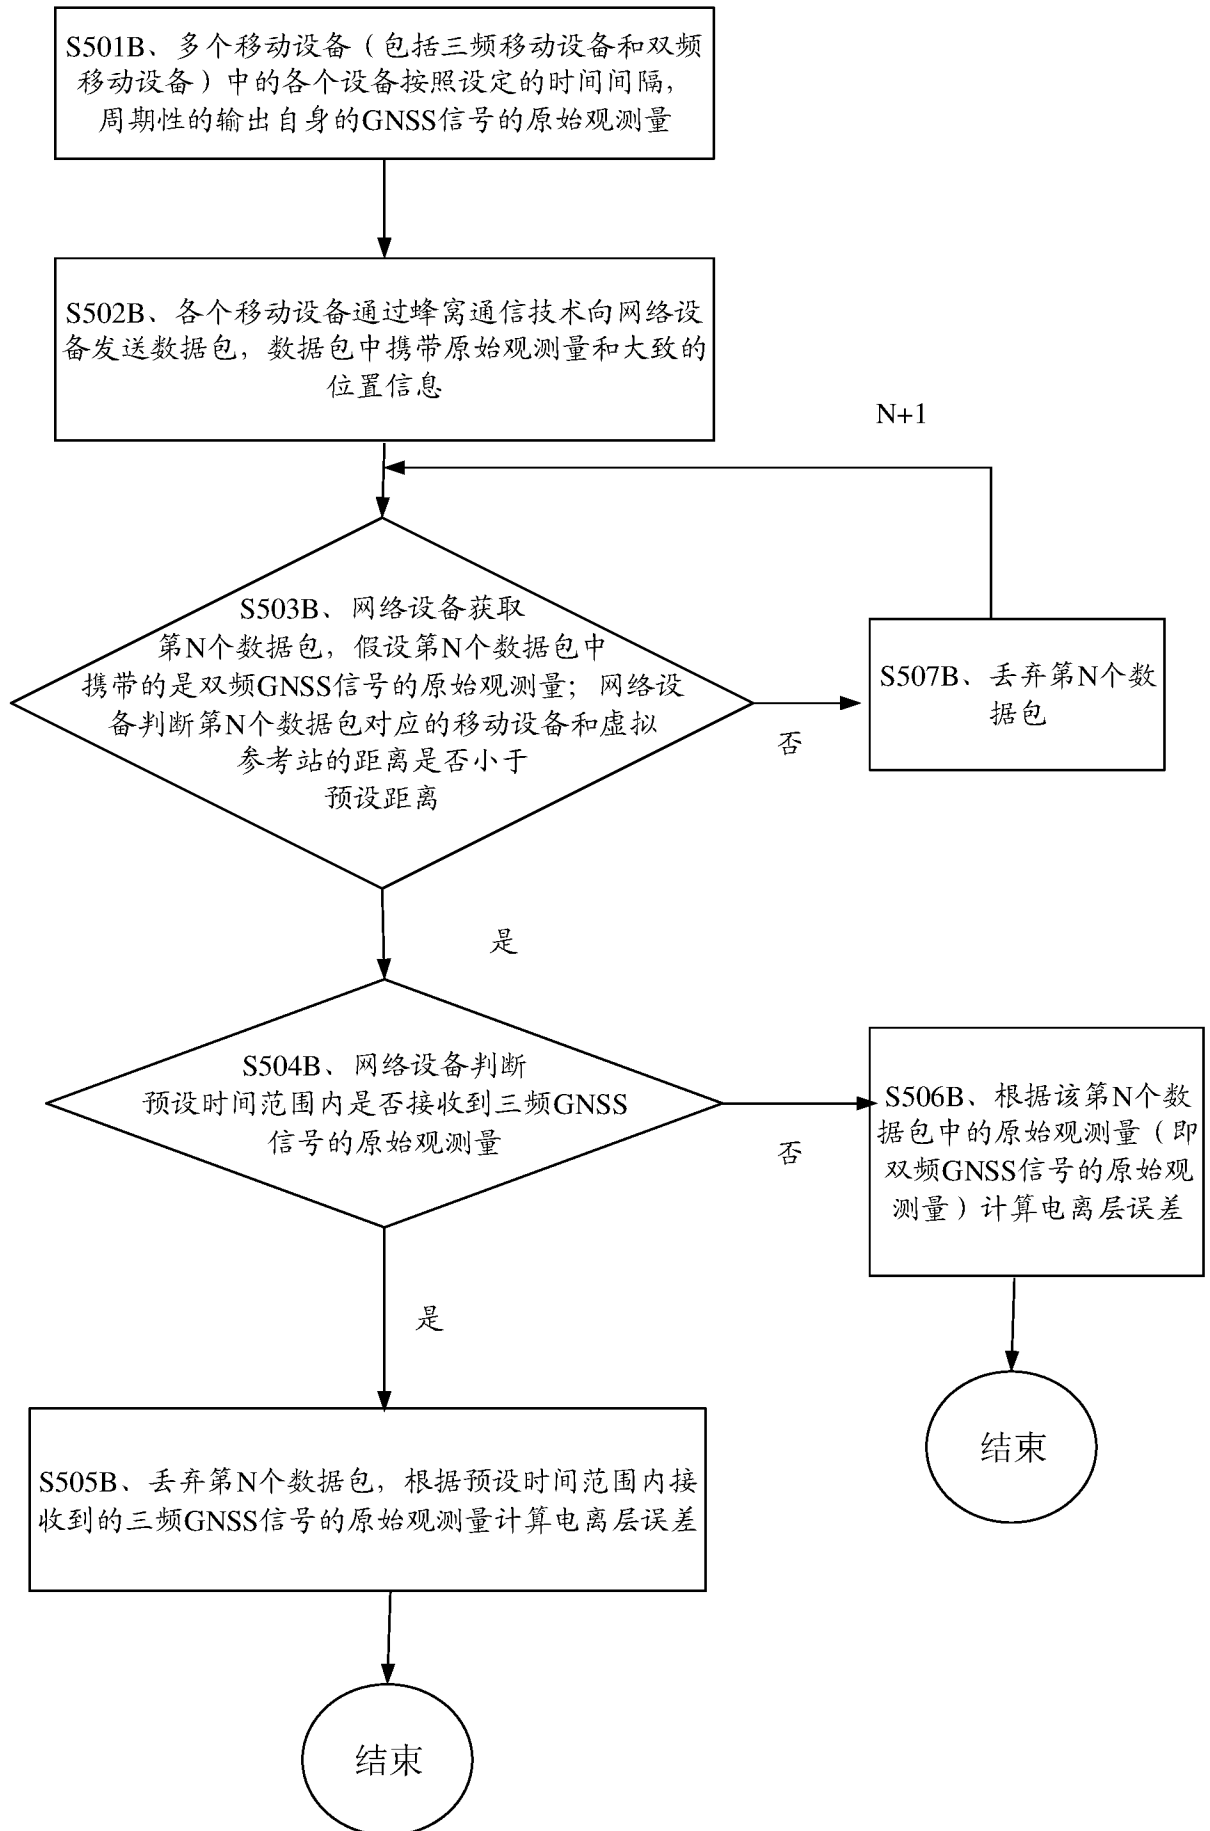 S501B、多个移动设备（包括三频移动设备和双频
移动设备）中的各个设备按照设定的时间间隔，
周期性的输出自身的GNSS信号的原始观测量
S502B、各个移动设备通过蜂窝通信技术向网络设
备发送数据包，数据包中携带原始观测量和大致的
位置信息
N+1
S503B、网络设备获取
第N个数据包，假设第N个数据包中
携带的是双频GNSS信号的原始观测量；网络设
备判断第N个数据包对应的移动设备和虚拟
参考站的距离是否小于
预设距离
否
S507B、丢弃第N个数
据包
是
S504B、网络设备判断
预设时间范围内是否接收到三频GNSS
信号的原始观测量
否
S506B、根据该第N个数
据包中的原始观测量（即
双频GNSS信号的原始观
测量）计算电离层误差
是
结束
S505B、丢弃第N个数据包，根据预设时间范围内接
收到的三频GNSS信号的原始观测量计算电离层误差
结束